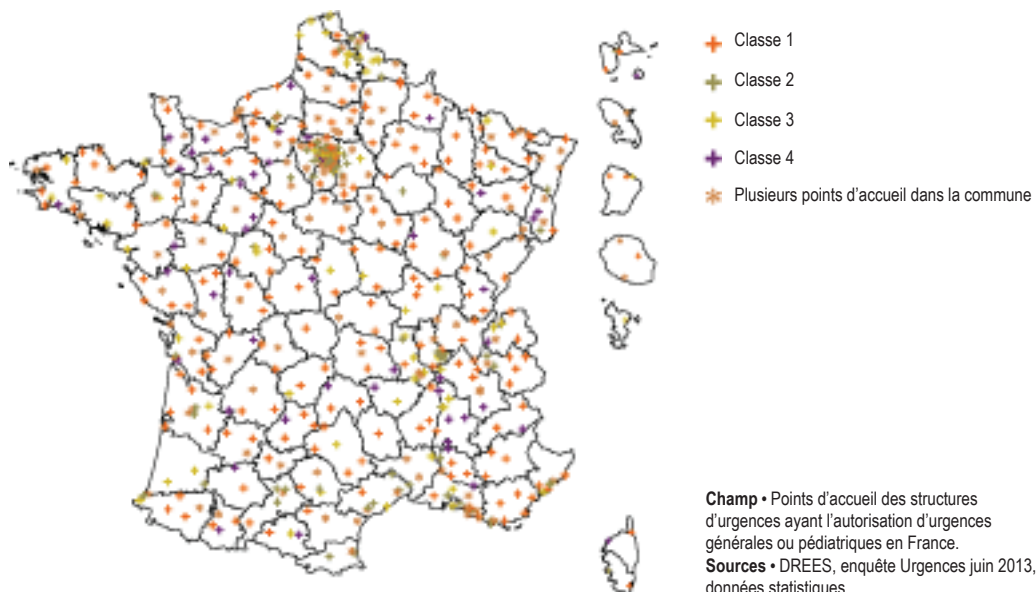 Classe 1
Classe 2
Classe 3
Classe 4
Plusieurs points d’accueil dans la commune
Champ • Points d’accueil des structures
d’urgences ayant l’autorisation d’urgences
générales ou pédiatriques en France.
Sources • DREES, enquête Urgences juin 2013,
données statistiques